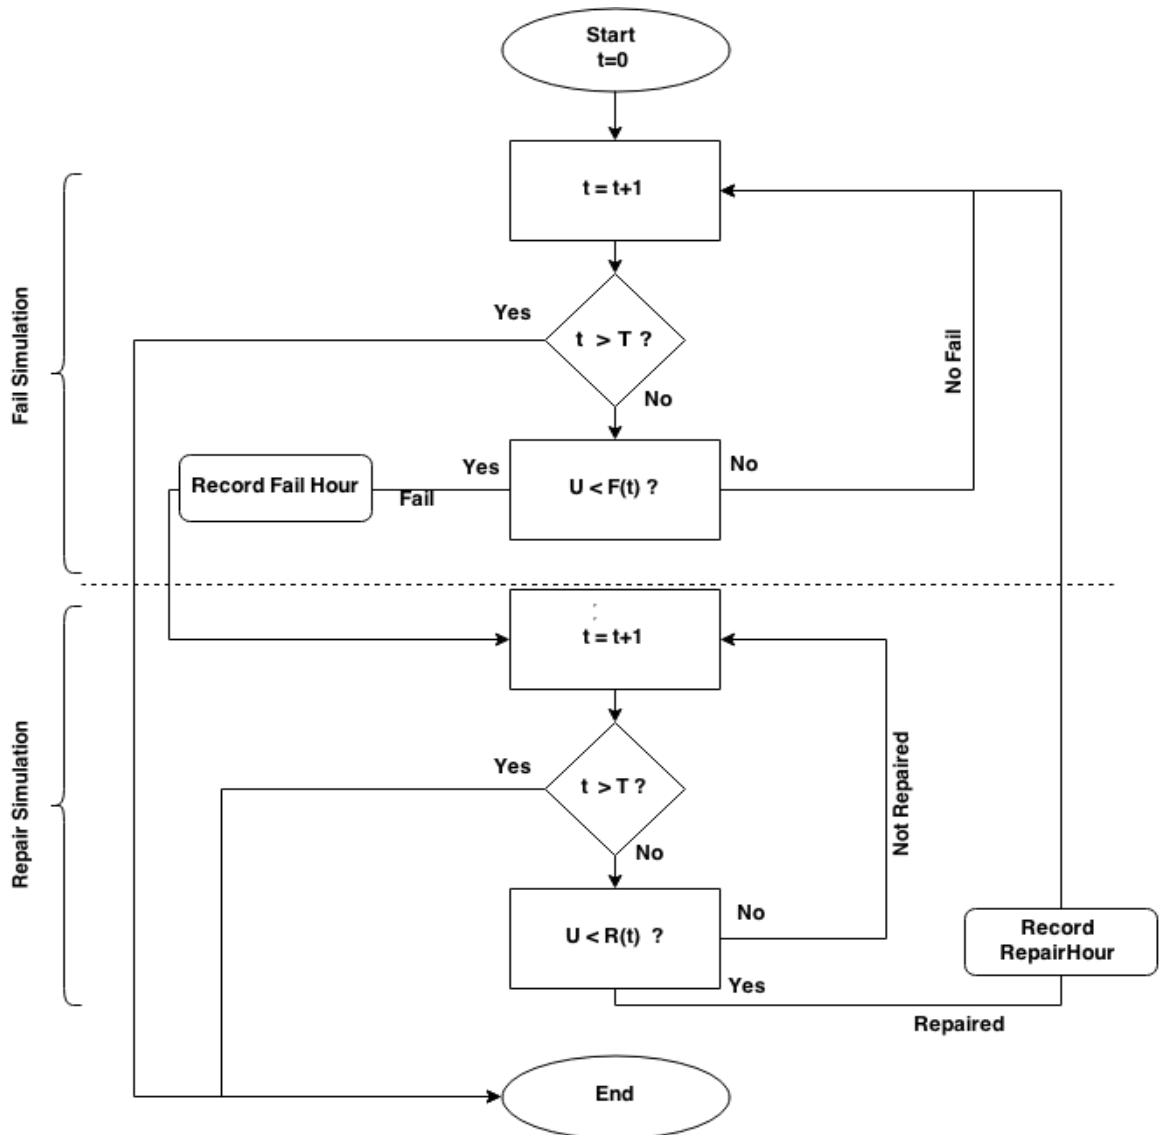 Start
t=0
t = t+1
Yes
t > T ?
No
Fail Simulation
No Fail
Record Fail Hour
Yes
Fail
U < F(t) ?
No
t = t+1
Repair Simulation
Yes
t > T ?
No
Not Repaired
U < R(t) ?
No
Yes
Record
RepairHour
Repaired
End